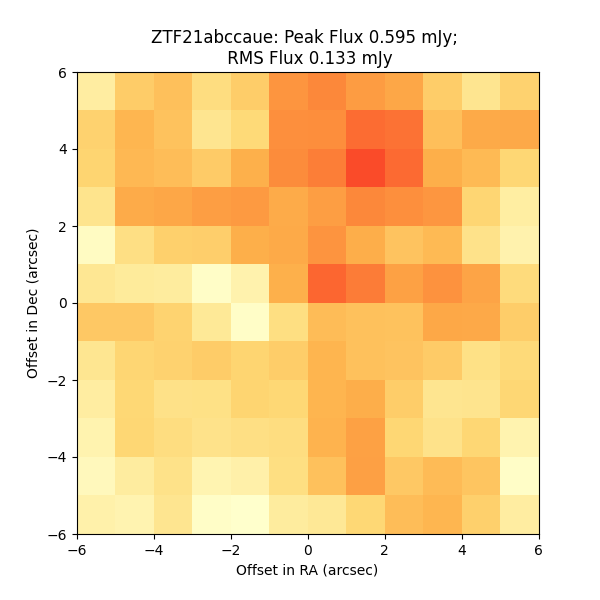 ZTF21abccaue: Peak Flux 0.595 mJy;
RMS Flux 0.133 mJy
6
4
2
0
−2
−4
−6
Offset in Dec (arcsec)
−6 −4 −2 0 2 4 6
Offset in RA (arcsec)